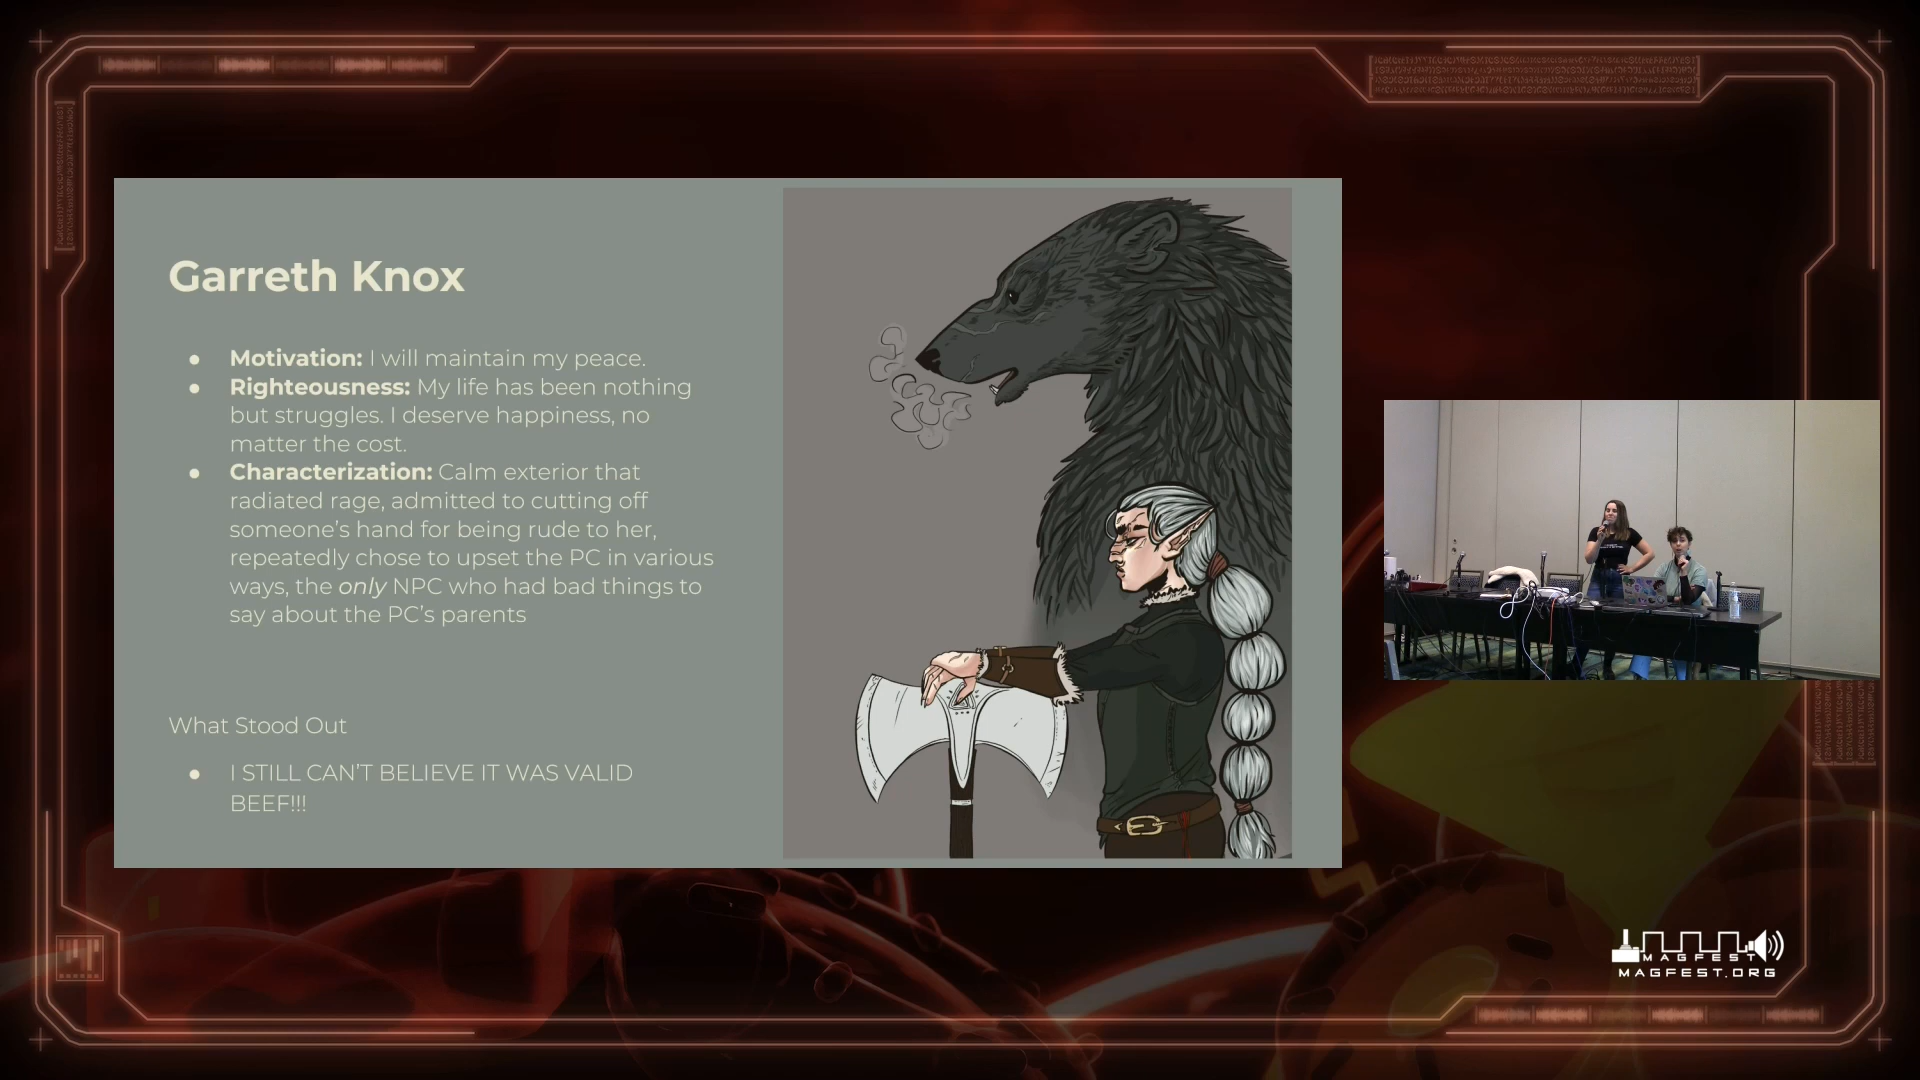 Garreth Knox
● Motivation: I will maintain my peace.
● Righteousness: My life has been nothing
but struggles. I deserve happiness, no
matter the cost.
● Characterization: Calm exterior that
radiated rage, admitted to cutting off
someone’s hand for being rude to her,
repeatedly chose to upset the PC in various
ways, the only NPC who had bad things to
say about the PC’s parents
What Stood Out
● I STILL CAN’T BELIEVE IT WAS VALID
BEEF!!!
MAGFEST
MAGFEST.ORG